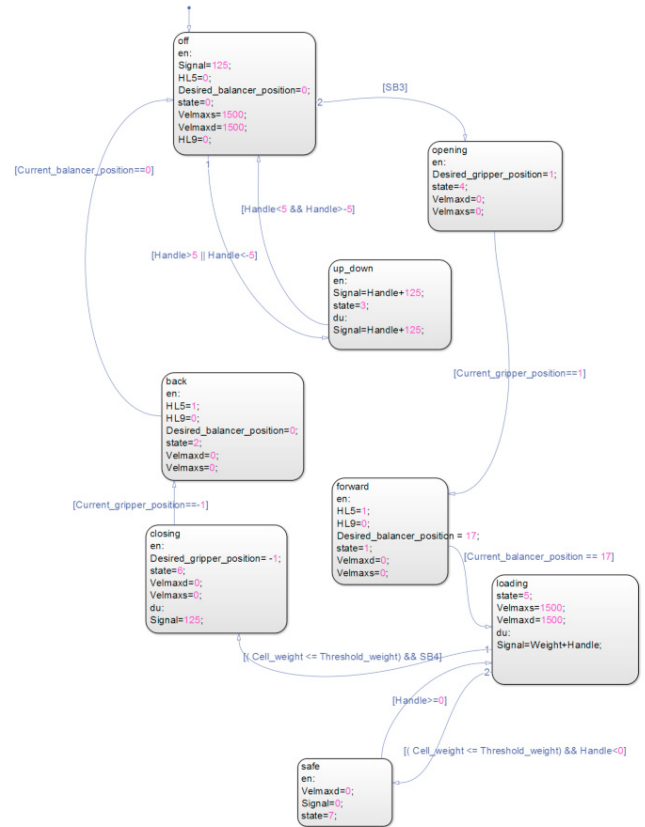 off
en:
Signal=125;
HL5=0;
Desired_balancer_position=0;
state=0;
Velmaxs=1500;
Velmaxd=1500;
HL9=0;
1
2
[SB3]
opening
en:
Desired_gripper_position=1;
state=4;
Velmaxd=0;
Velmaxs=0;
[Current_balancer_position==0]
[Handle<5 && Handle>-5]
[Handle>5 || Handle<-5]
up_down
en:
Signal=Handle+125;
state=3;
du:
Signal=Handle+125;
[Current_gripper_position==1]
back
en:
HL5=1;
HL9=0;
Desired_balancer_position=0;
state=2;
Velmaxd=0;
Velmaxs=0;
[Current_gripper_position==-1]
forward
en:
HL5=1;
HL9=0;
Desired_balancer_position = 17;
state=1;
Velmaxd=0;
Velmaxs=0;
closing
en:
Desired_gripper_position= -1;
state=6;
Velmaxd=0;
Velmaxs=0;
du:
Signal=125;
[Current_balancer_position == 17]
loading
state=5;
Velmaxs=1500;
Velmaxd=1500;
du:
Signal=Weight+Handle;
1
2
[( Cell_weight <= Threshold_weight) && SB4]
[Handle>=0]
[( Cell_weight <= Threshold_weight) && Handle<0]
safe
en:
Velmaxd=0;
Signal=0;
state=7;